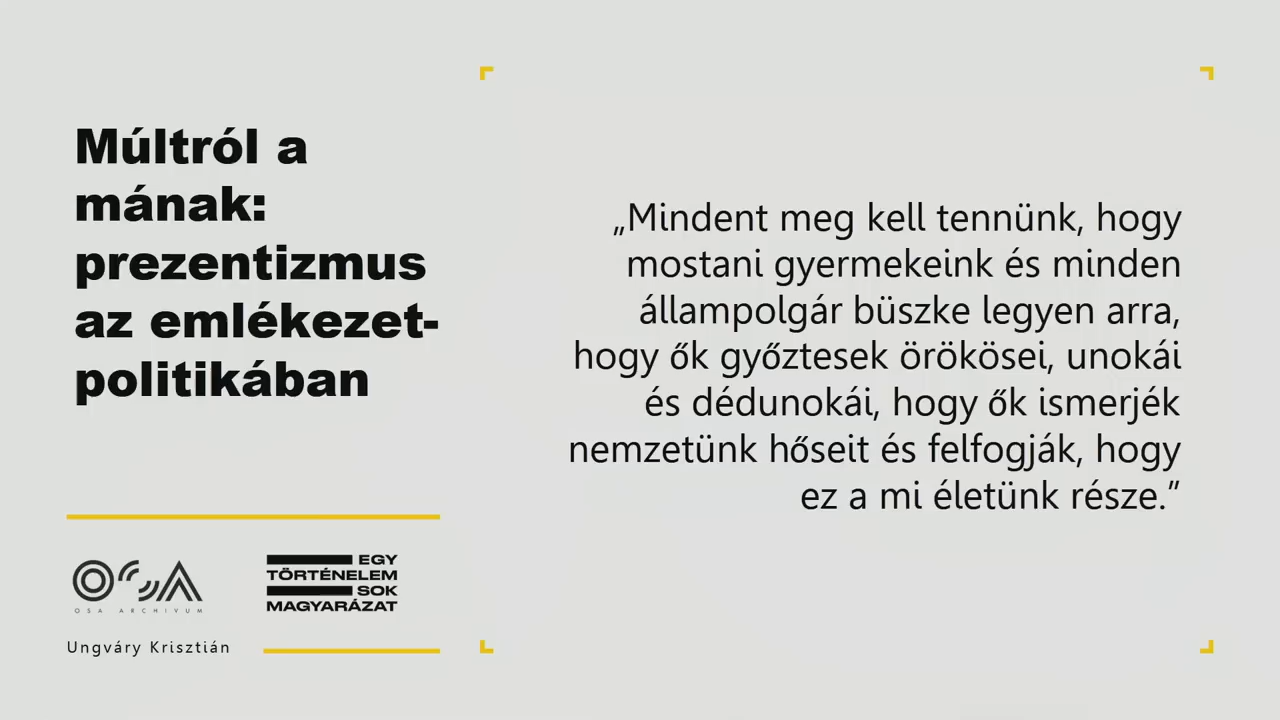 Múltról a
mának:
prezentizmus
az emlékezet-
politikában
„Mindent meg kell tennünk, hogy
mostani gyermekeink és minden
állampolgár büszke legyen arra,
hogy ők győztesek örökösei, unokái
és dédunokái, hogy ők ismerjék
nemzetünk hőseit és felfogják, hogy
ez a mi életünk része.”
OSA
OSA ARCHIVUM
EGY
TÖRTÉNELEM
SOK
MAGYARÁZAT
Ungváry Krisztián